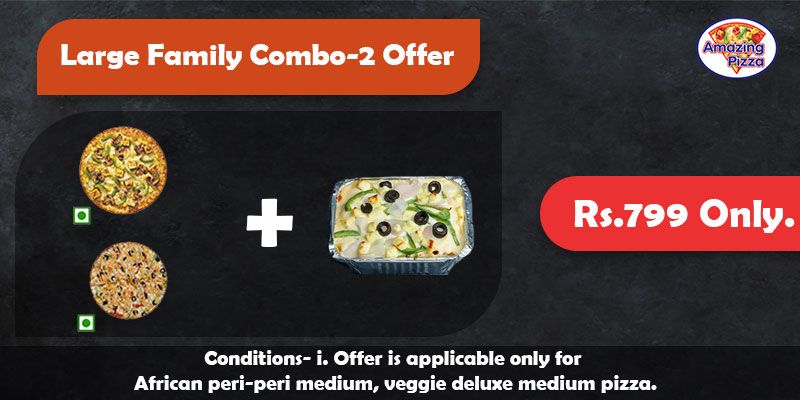 Large Family Combo-2 Offer
Amazing
Pizza
Rs.799 Only.
Conditions- i. Offer is applicable only for
African peri-peri medium, veggie deluxe medium pizza.